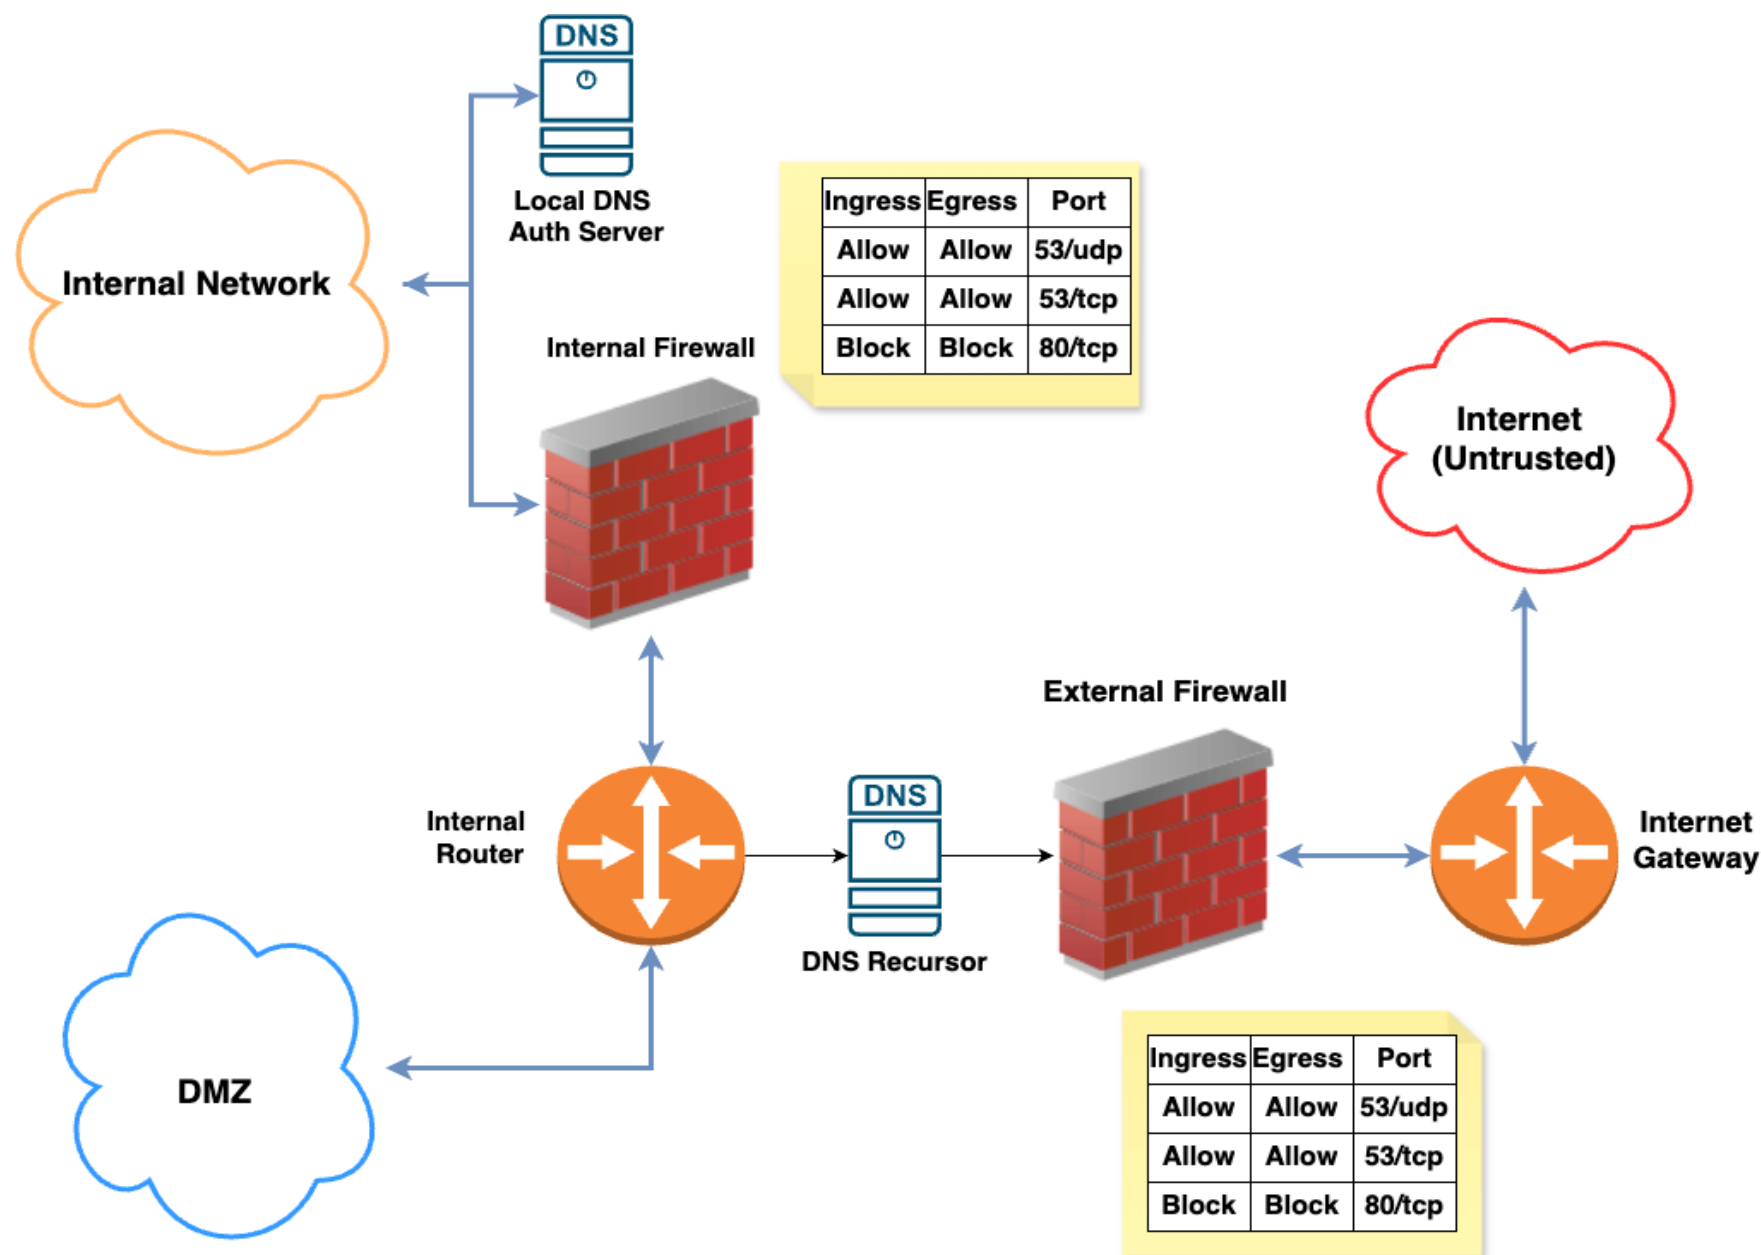 DNS
Local DNS
Auth Server
Internal Network
Ingress Egress Port
Allow Allow 53/udp
Allow Allow 53/tcp
Block Block 80/tcp
Internal Firewall
Internet
(Untrusted)
External Firewall
Internal
Router
DNS
DNS Recursor
Internet
Gateway
DMZ
Ingress Egress Port
Allow Allow 53/udp
Allow Allow 53/tcp
Block Block 80/tcp